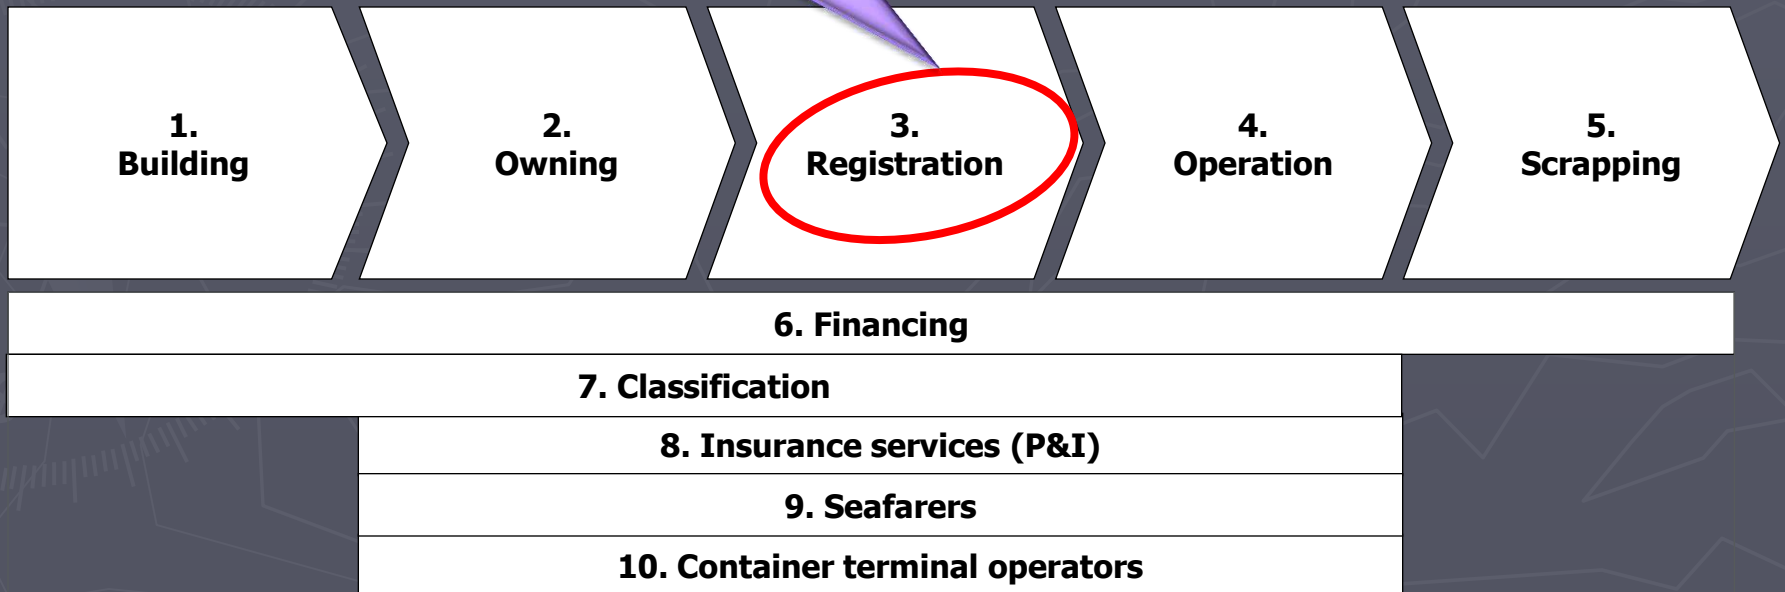 1.
Building
2.
Owning
3.
Registration
4.
Operation
5.
Scrapping
6. Financing
7. Classification
8. Insurance services (P&I)
9. Seafarers
10. Container terminal operators